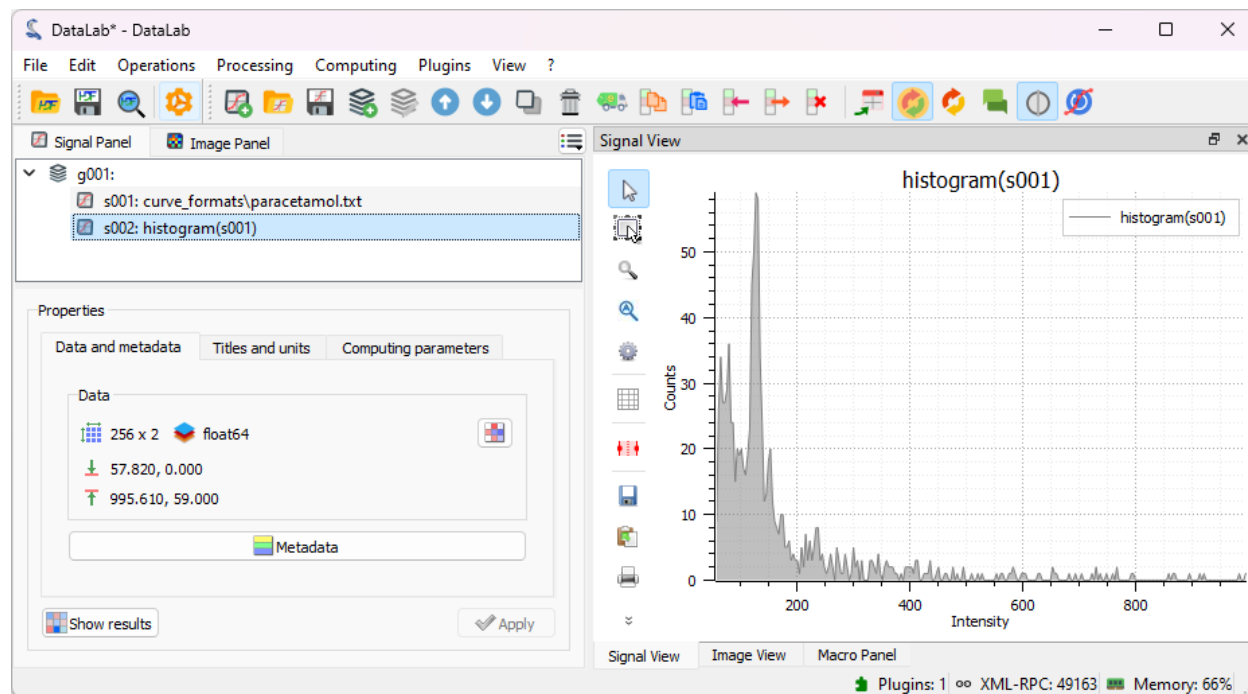 DataLab* - DataLab
File Edit Operations Processing Computing Plugins View ?
Signal Panel Image Panel
g001:
s001: curve_formats\paracetamol.txt
s002: histogram(s001)
Properties
Data and metadata Titles and units Computing parameters
Data
256 x 2 float64
57.820, 0.000
995.610, 59.000
Metadata
Show results Apply
Signal View
histogram(s001)
histogram(s001)
50
40
30
20
10
0
Counts
200 400 600 800
Intensity
Signal View Image View Macro Panel
Plugins: 1 XML-RPC: 49163 Memory: 66%